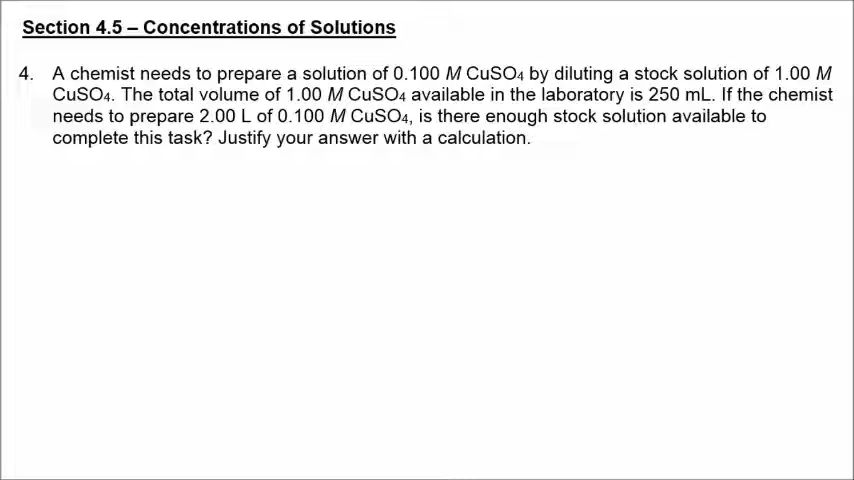 Section 4.5 – Concentrations of Solutions
4. A chemist needs to prepare a solution of 0.100 M CuSO4 by diluting a stock solution of 1.00 M
CuSO4. The total volume of 1.00 M CuSO4 available in the laboratory is 250 mL. If the chemist
needs to prepare 2.00 L of 0.100 M CuSO4, is there enough stock solution available to
complete this task? Justify your answer with a calculation.